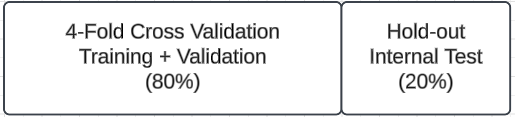 4-Fold Cross Validation
Training + Validation
(80%)
Hold-out
Internal Test
(20%)